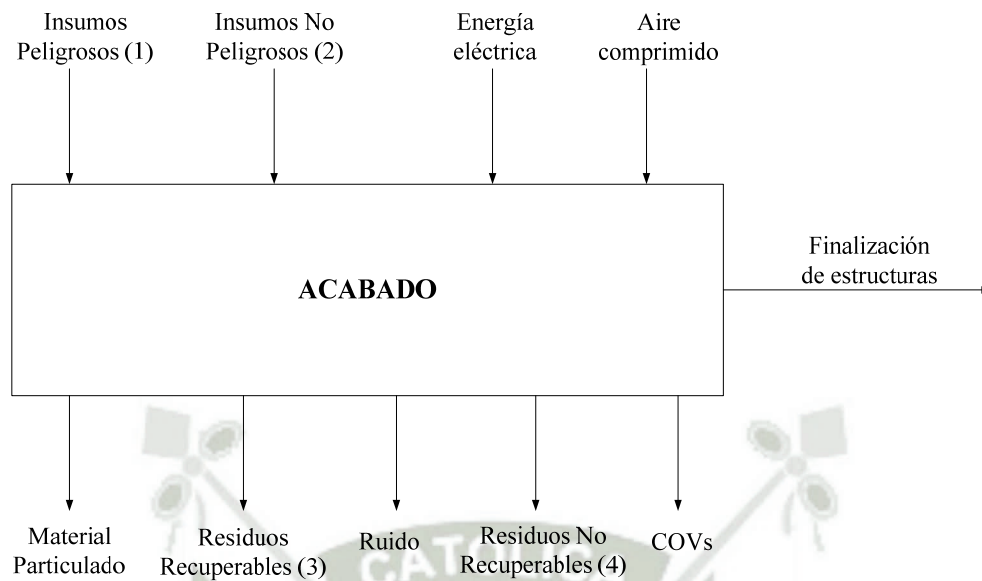 Insumos
Peligrosos (1)
Insumos No
Peligrosos (2)
Energía
eléctrica
Aire
comprimido
ACABADO
Finalización
de estructuras
Material
Particulado
Residuos
Recuperables (3)
Ruido
Residuos No
Recuperables (4)
COVs
CATOLICA